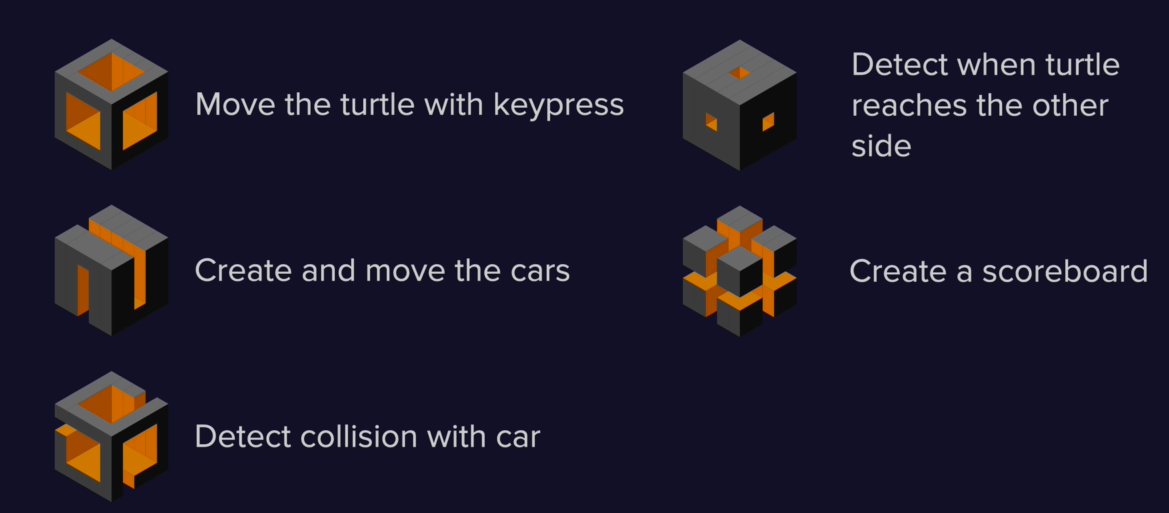 Move the turtle with keypress
Create and move the cars
Detect collision with car
Detect when turtle
reaches the other
side
Create a scoreboard